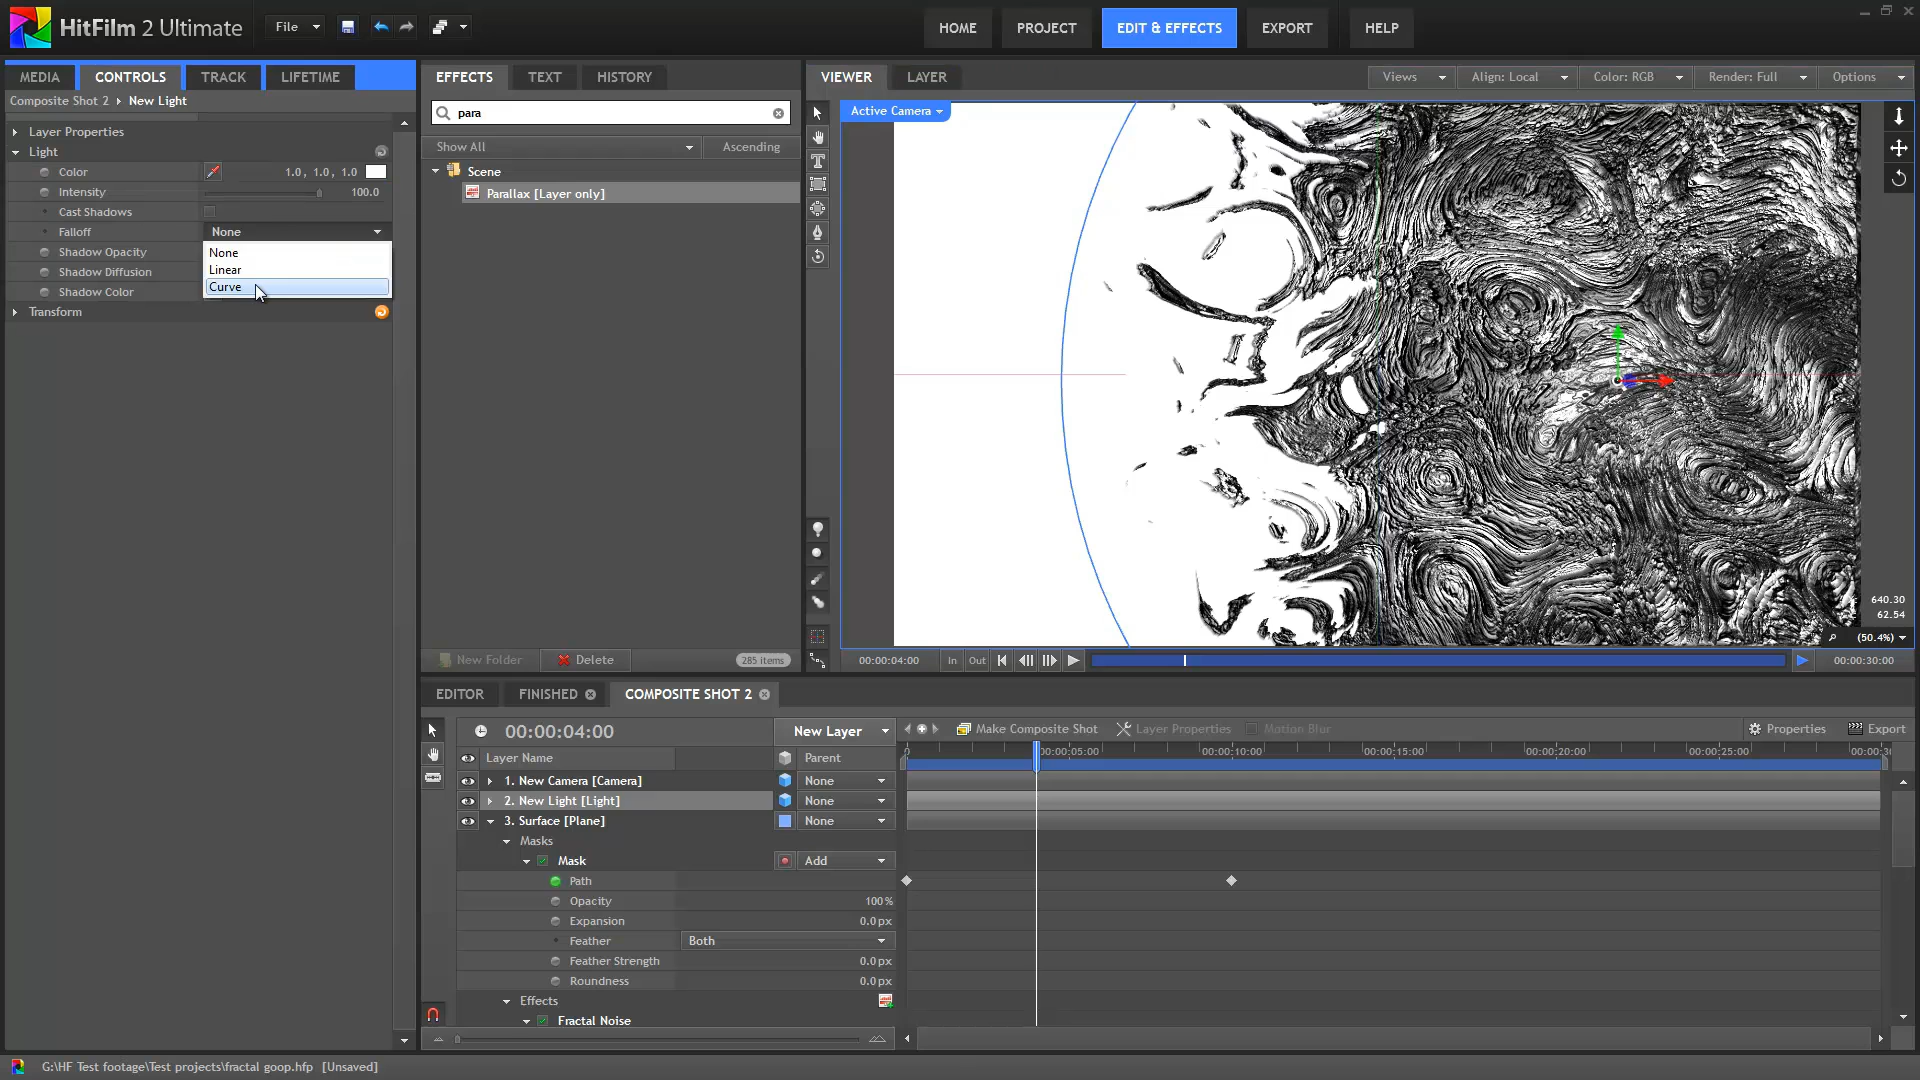 HitFilm 2 Ultimate
File
HOME
PROJECT
EDIT & EFFECTS
EXPORT
HELP
MEDIA
CONTROLS
TRACK
LIFETIME
Composite Shot 2 New Light
Layer Properties
Light
Color
1.0, 1.0, 1.0
Intensity
100.0
Cast Shadows
Falloff
None
None
Linear
Curve
Shadow Opacity
Shadow Diffusion
Shadow Color
Transform
EFFECTS
TEXT
HISTORY
para
Show All
Ascending
Scene
Parallax [Layer only]
New Folder
Delete
285 items
VIEWER
LAYER
Views
Align: Local
Color: RGB
Render: Full
Options
Active Camera
640.30
62.54
(50.4%)
00:00:04:00
In
Out
00:00:30:00
EDITOR
FINISHED
COMPOSITE SHOT 2
00:00:04:00
New Layer
Make Composite Shot
Layer Properties
Motion Blur
Properties
Export
0
00:00:05:00
00:00:10:00
00:00:15:00
00:00:20:00
00:00:25:00
00:00:3
Layer Name
Parent
1. New Camera [Camera]
None
2. New Light [Light]
None
3. Surface [Plane]
None
Masks
Mask
Add
Path
Opacity
100%
Expansion
0.0px
Feather
Both
Feather Strength
0.0px
Roundness
0.0px
Effects
Fractal Noise
G:\HF Test footage\Test projects\fractal goop.hfp [Unsaved]